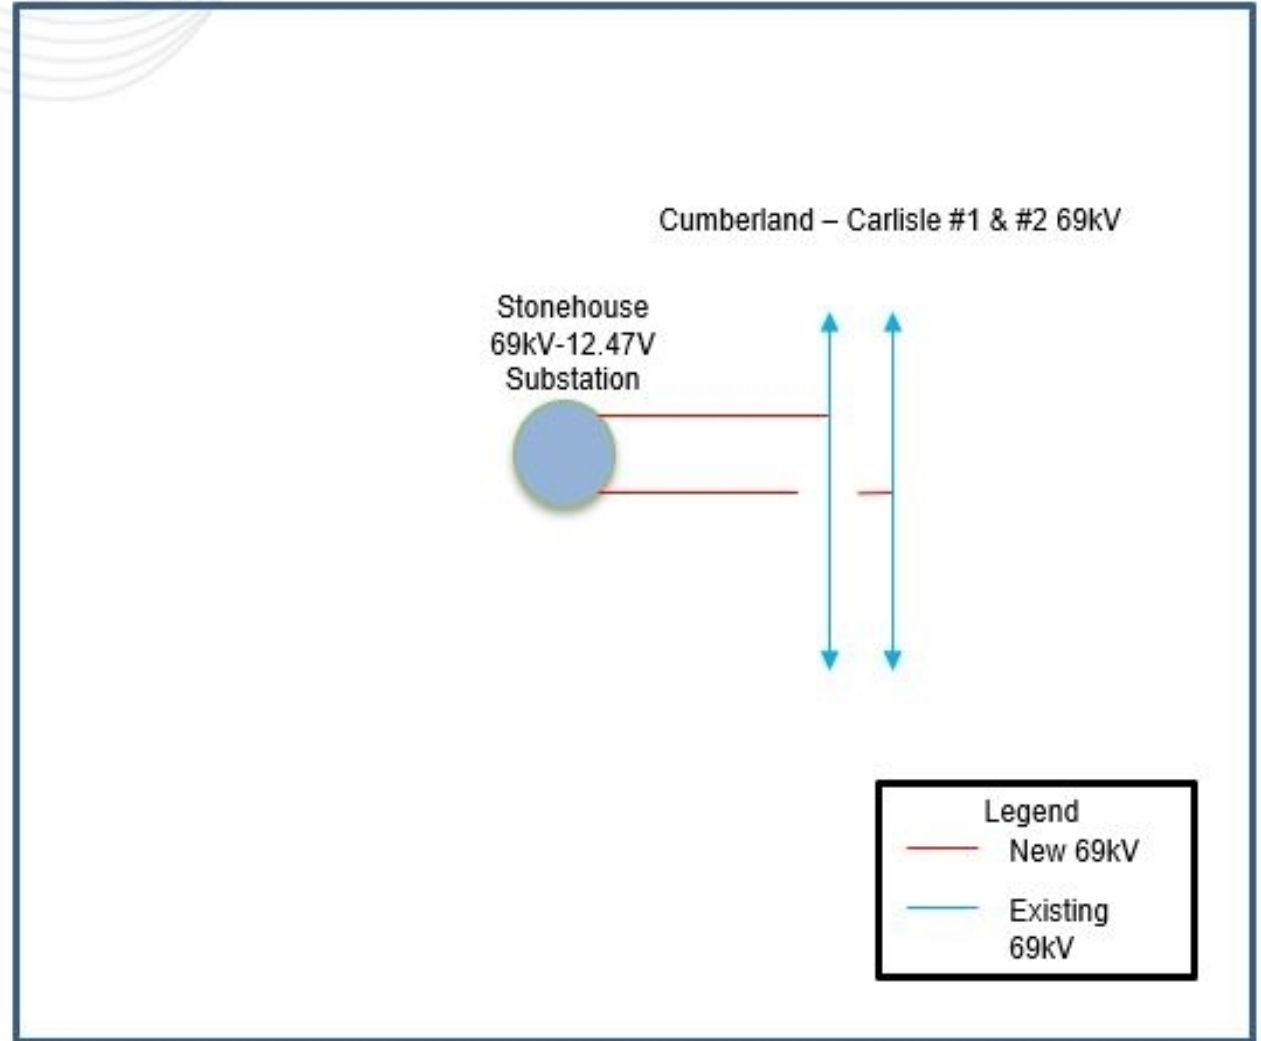 Cumberland – Carlisle #1 & #2 69kV
Stonehouse
69kV-12.47V
Substation
Legend
New 69kV
Existing
69kV